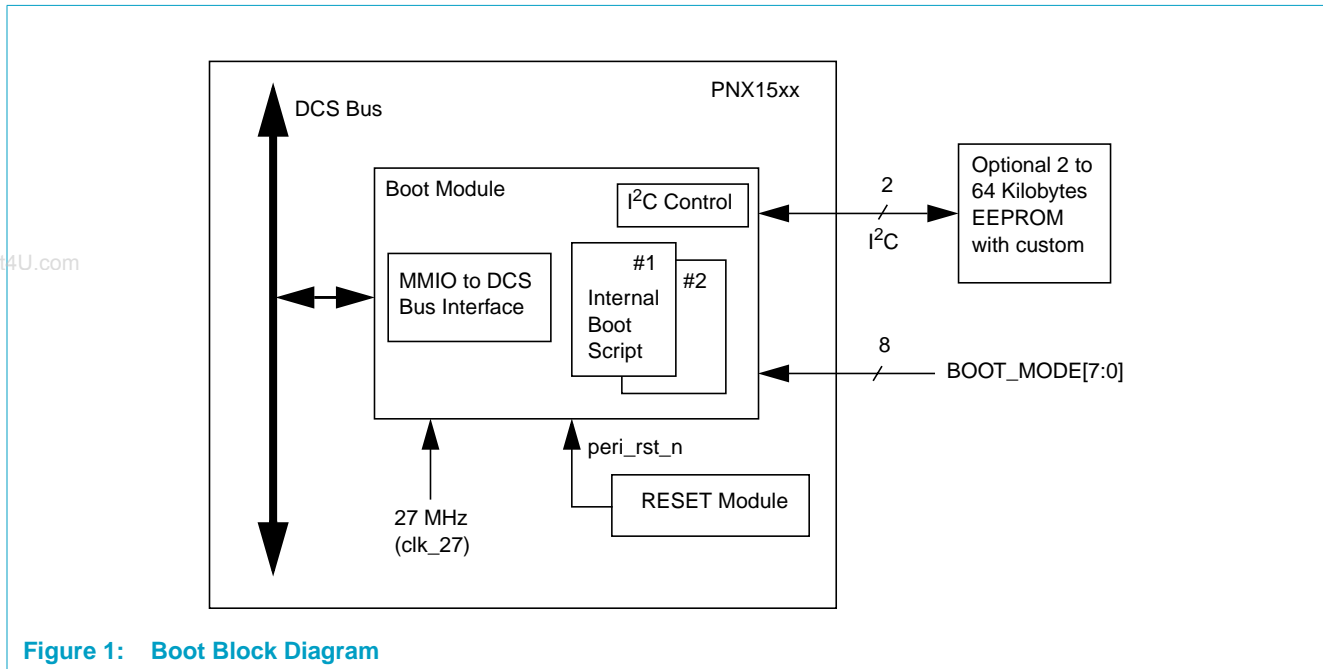 PNX15xx
DCS Bus
Boot Module
I²C Control
MMIO to DCS
Bus Interface
#1
#2
Internal
Boot
Script
2
I²C
Optional 2 to
64 Kilobytes
EEPROM
with custom
8
BOOT_MODE[7:0]
peri_rst_n
RESET Module
27 MHz
(clk_27)
t4U.com
Figure 1: Boot Block Diagram